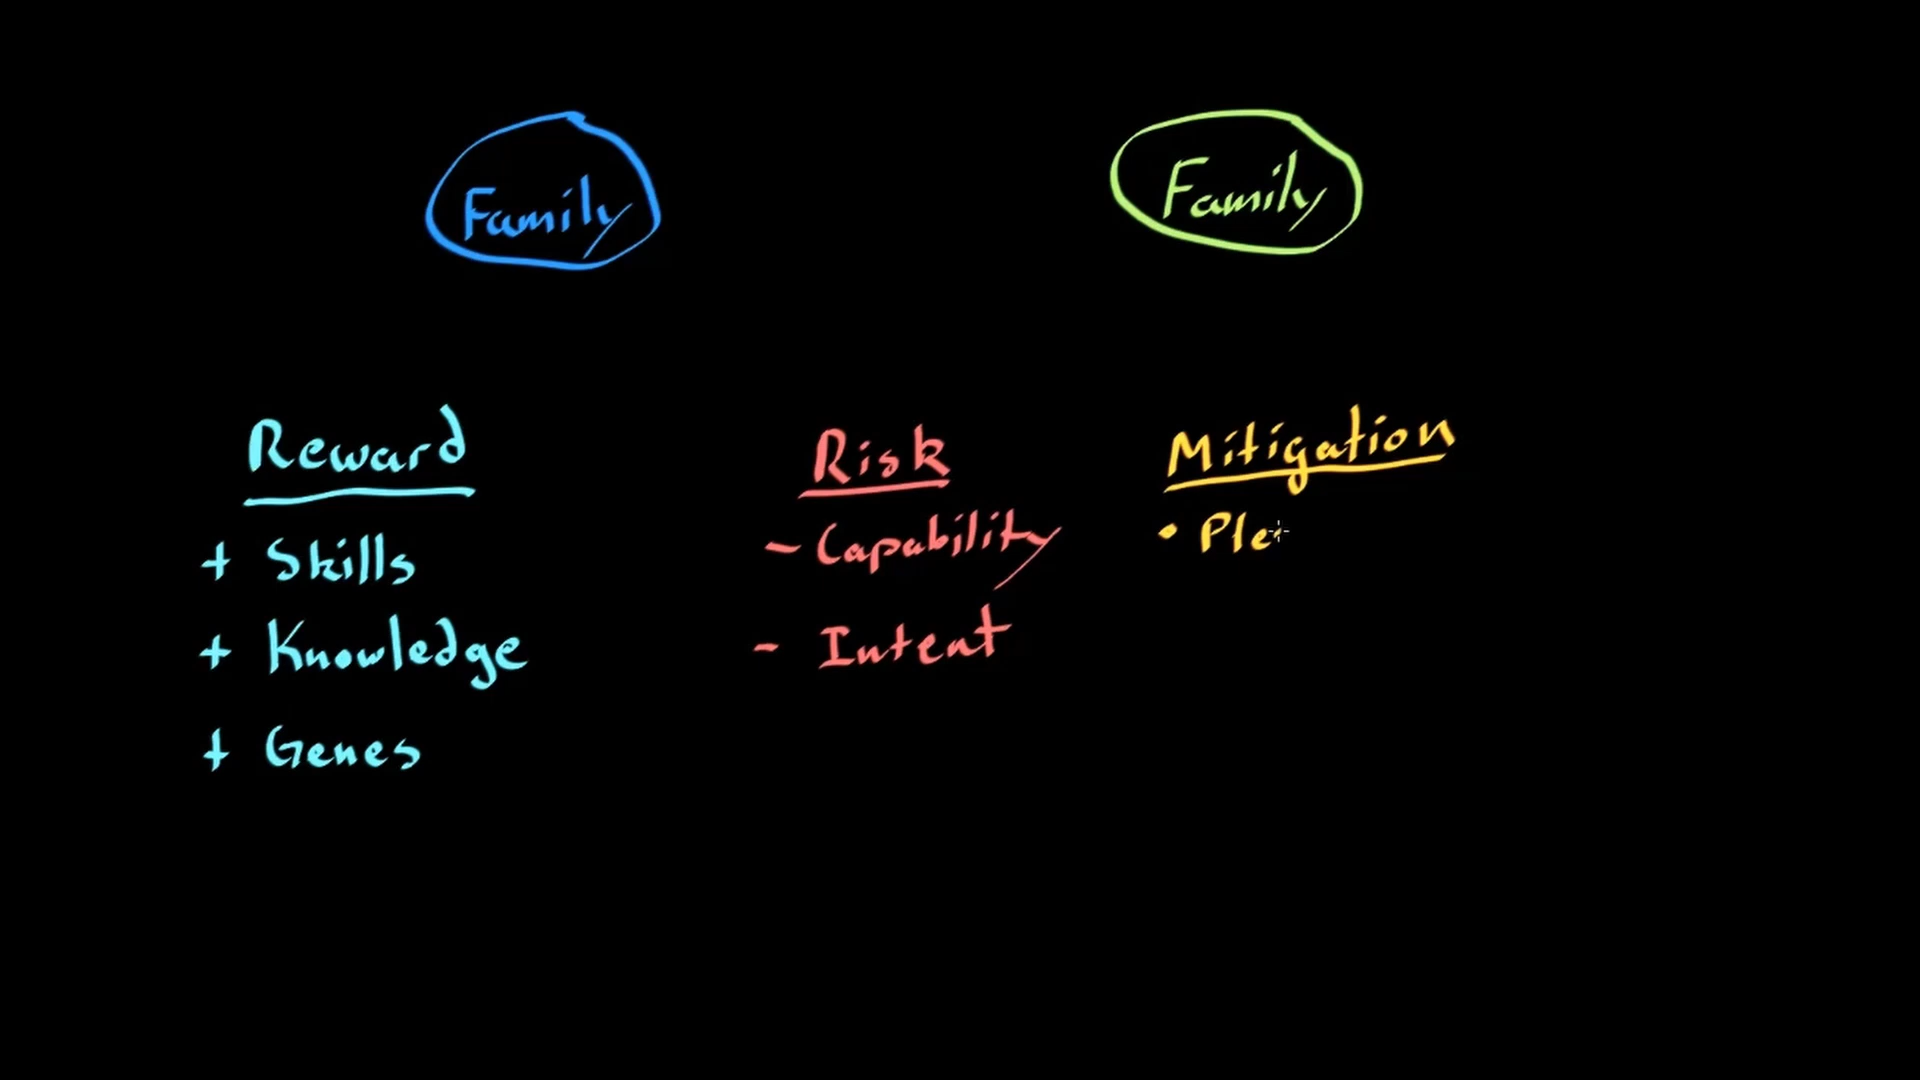 Family
Family
Reward
+ Skills
+ Knowledge
+ Genes
Risk
- Capability
- Intent
Mitigation
• Ple